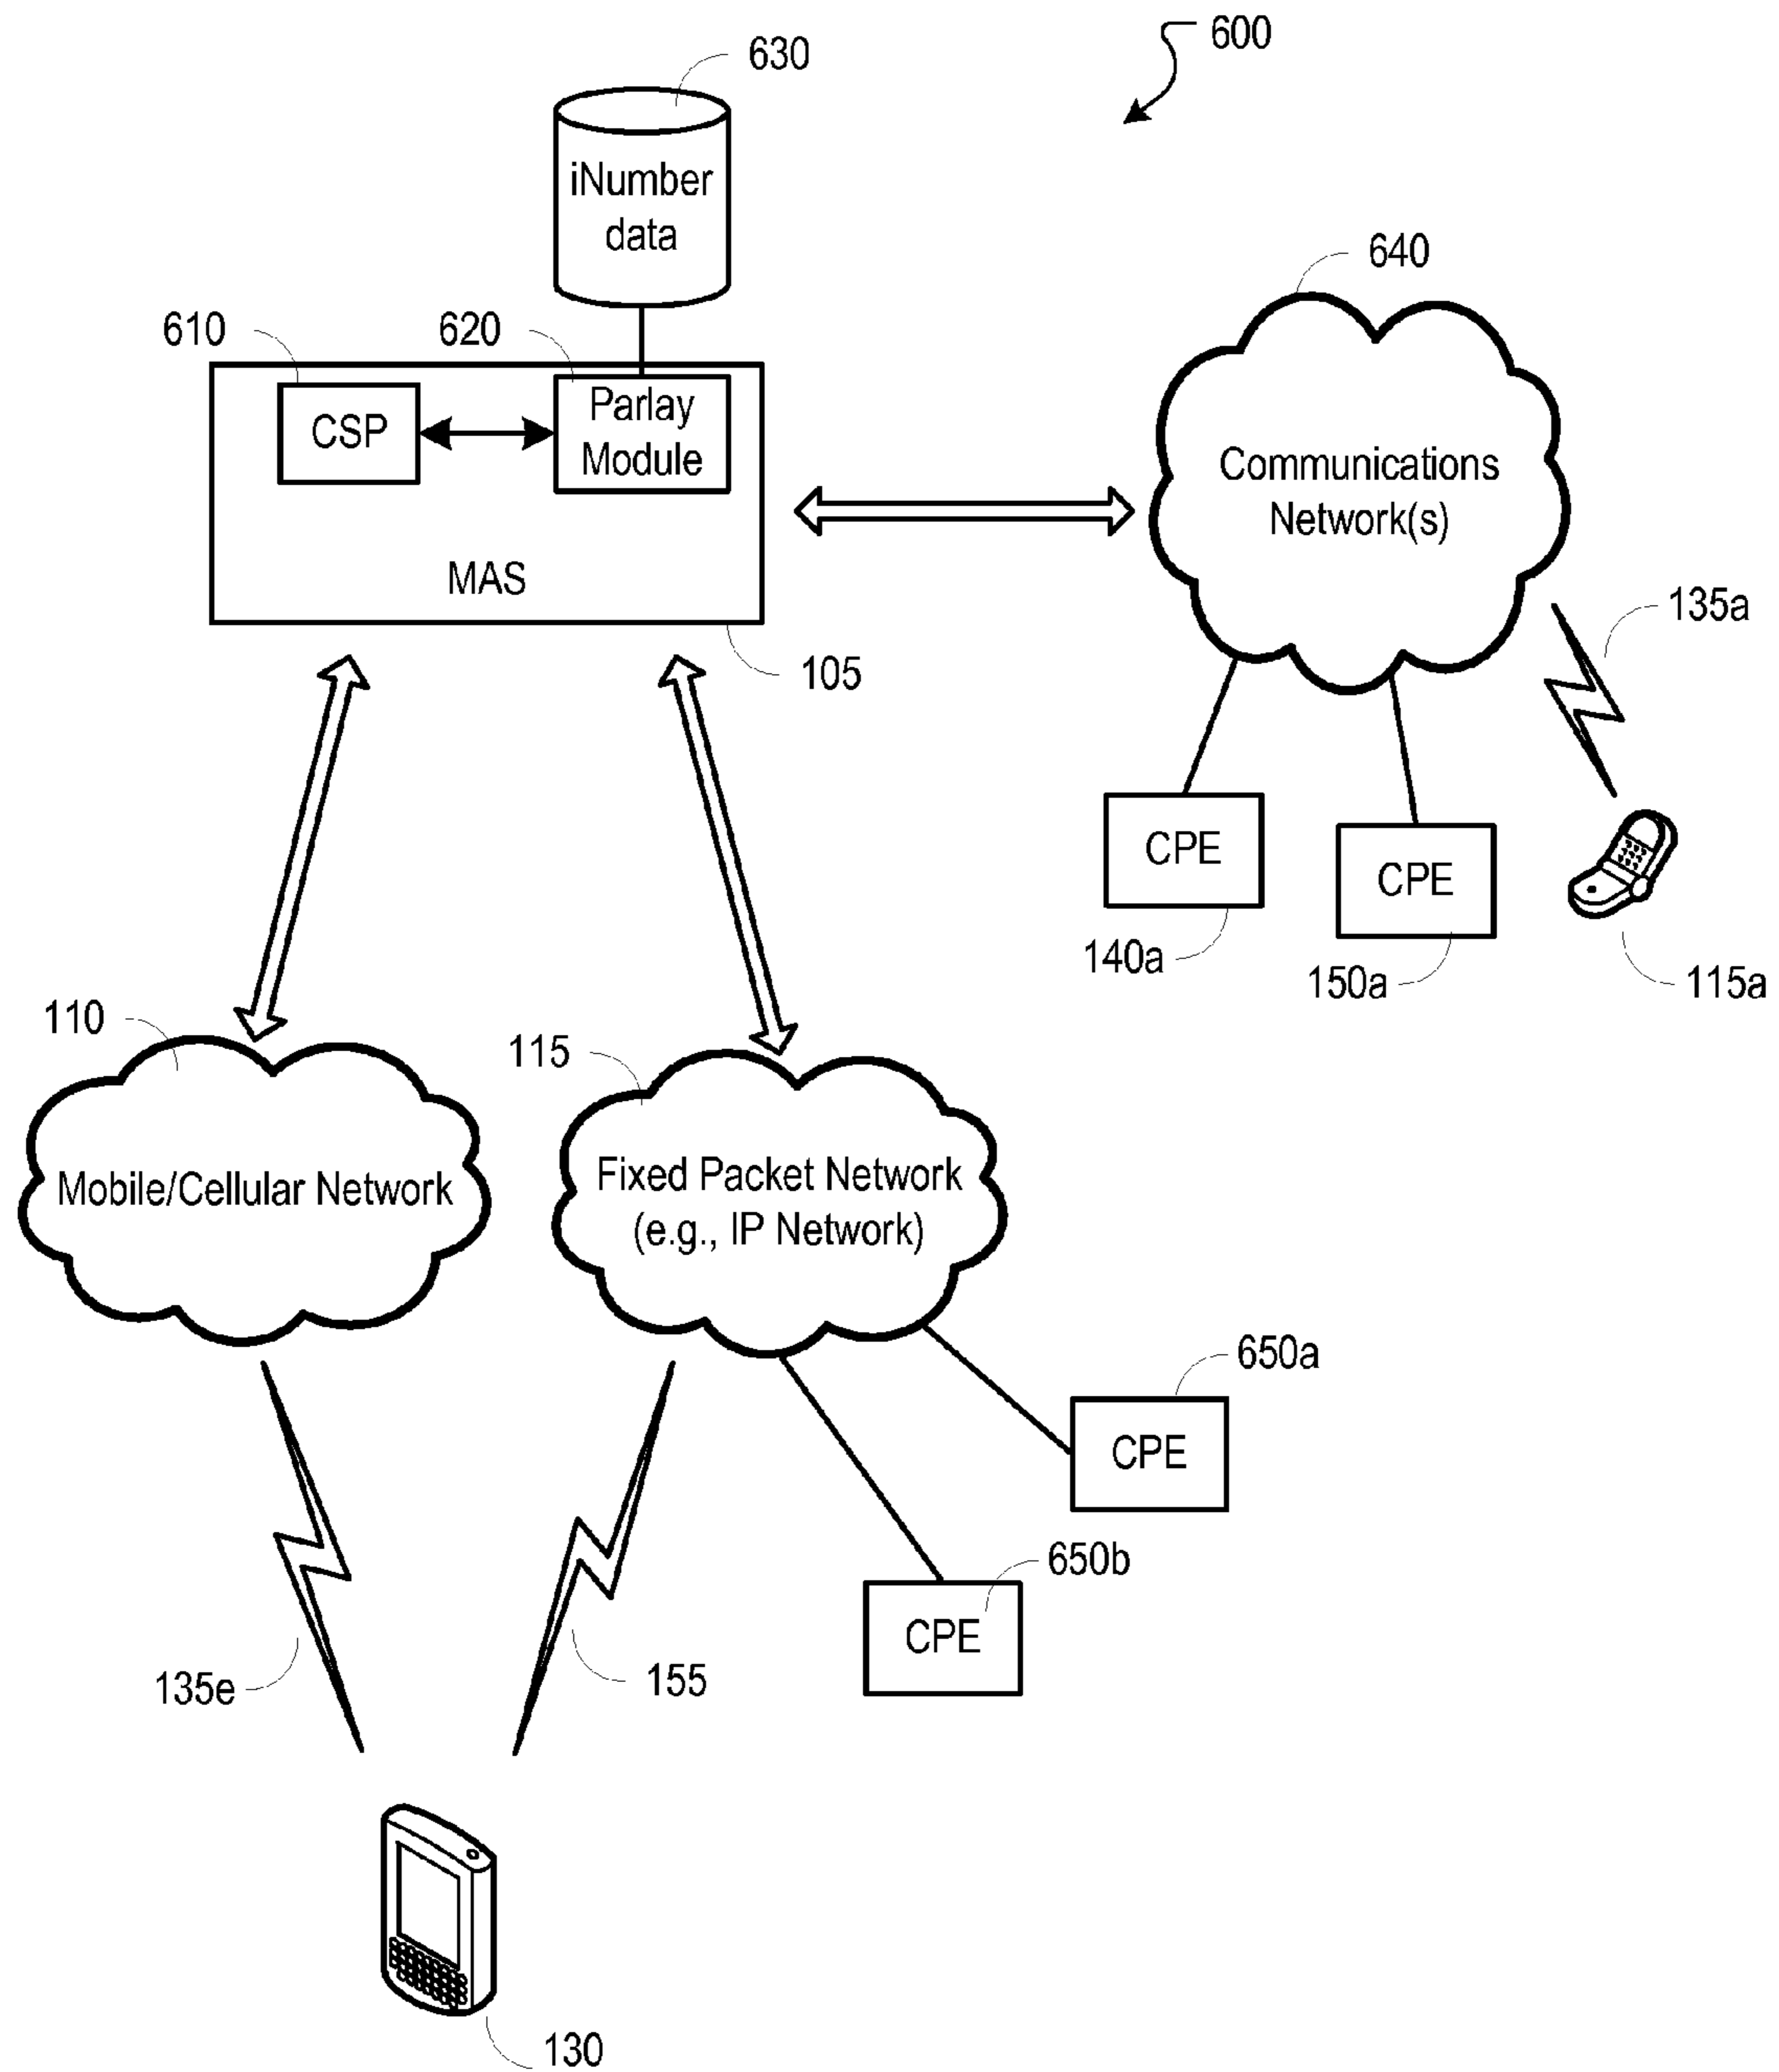 600
630
iNumber
data
640
610
620
CSP
Parlay
Module
Communications
Network(s)
MAS
135a
105
CPE
CPE
140a
150a
115a
110
115
Mobile/Cellular Network
Fixed Packet Network
(e.g., IP Network)
650a
CPE
650b
CPE
135e
155
130